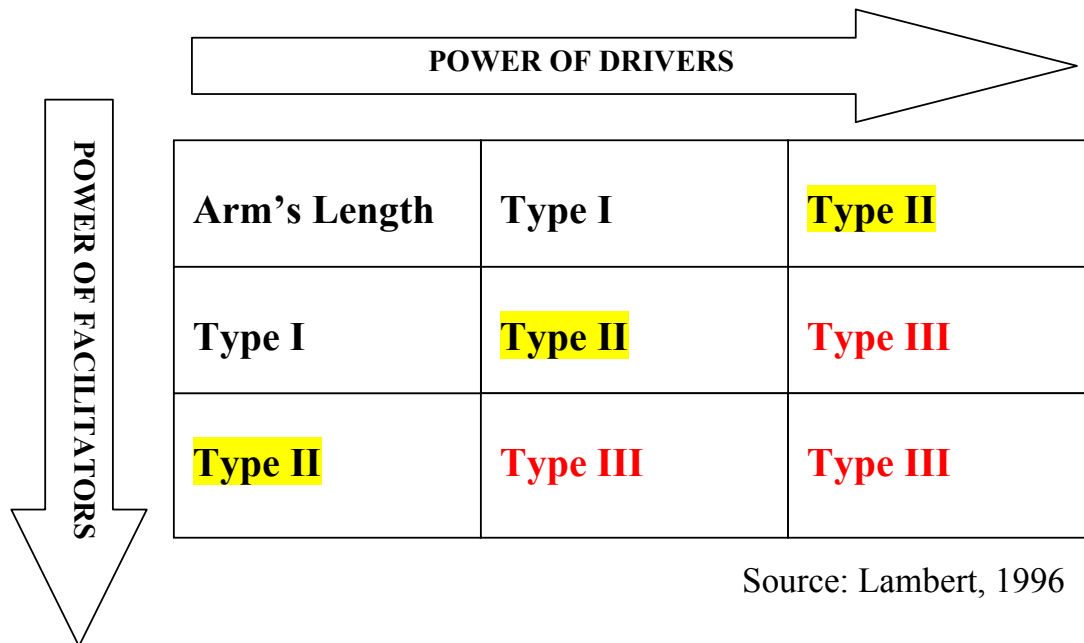 POWER OF DRIVERS
POWER OF FACILITATORS
Arm’s Length
Type I
Type II
Type I
Type II
Type III
Type II
Type III
Type III
Source: Lambert, 1996